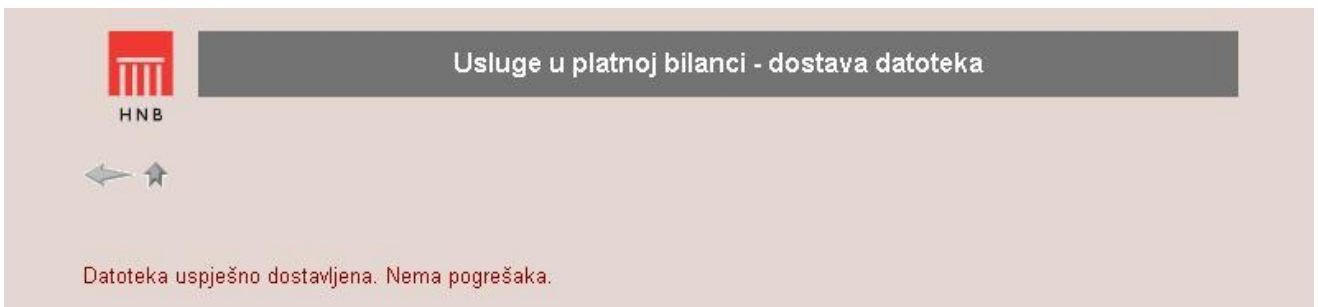 Usluge u platnoj bilanci - dostava datoteka
HNB
Datoteka uspješno dostavljena. Nema pogrešaka.